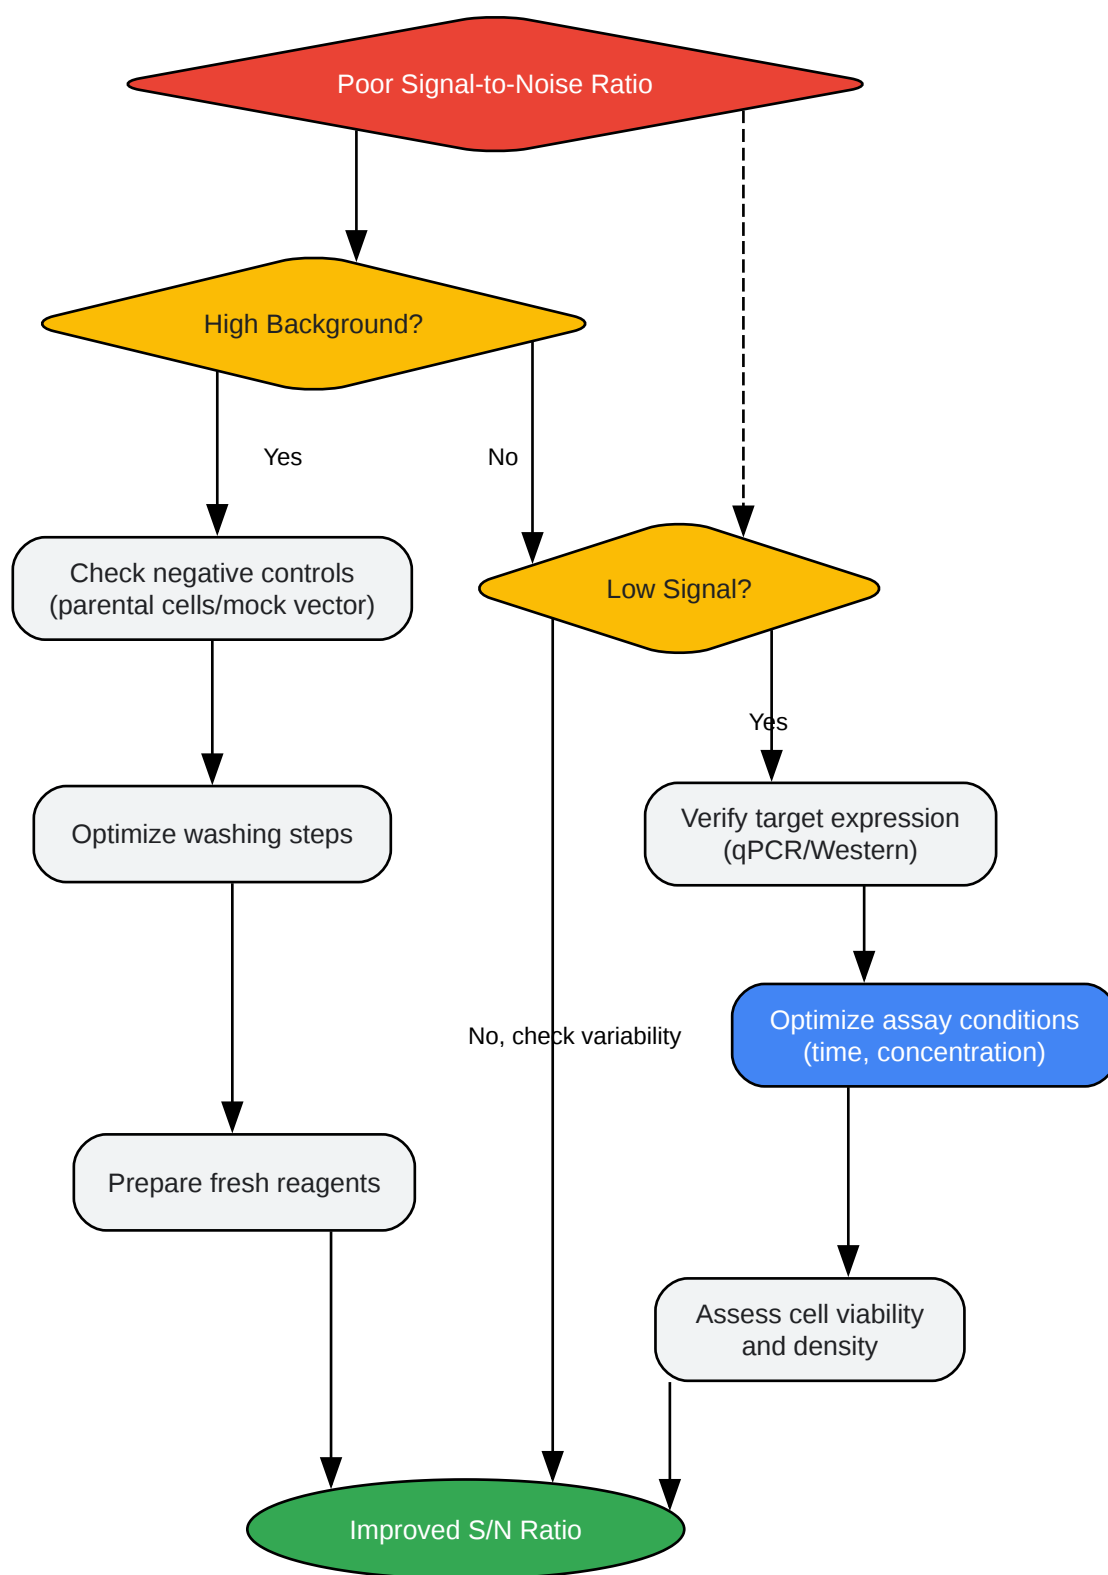 Poor Signal-to-Noise Ratio
High Background?
Yes
No
Check negative controls
(parental cells/mock vector)
Low Signal?
Yes
Optimize washing steps
Verify target expression
(qPCR/Western)
Optimize assay conditions
(time, concentration)
No, check variability
Prepare fresh reagents
Assess cell viability
and density
Improved S/N Ratio